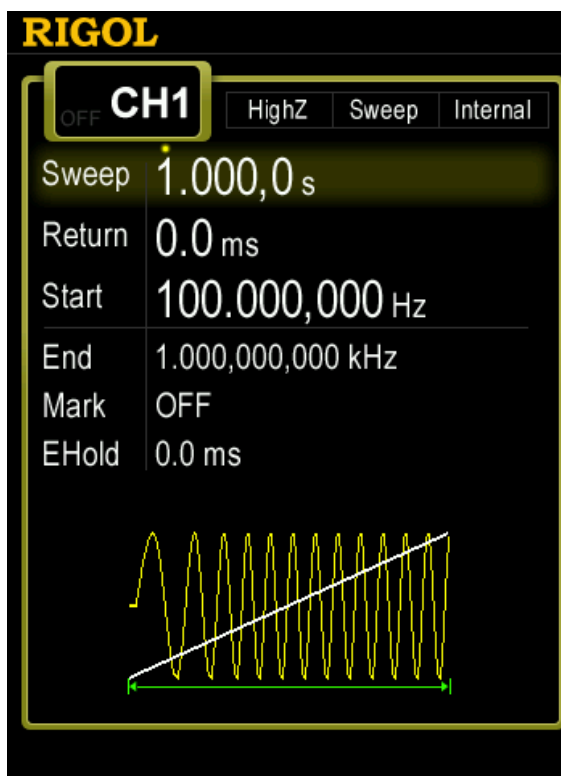 RIGOL
OFF CH1 HighZ Sweep Internal
Sweep 1.000,0 s
Return 0.0 ms
Start 100.000,000 Hz
End 1.000,000,000 kHz
Mark OFF
EHold 0.0 ms